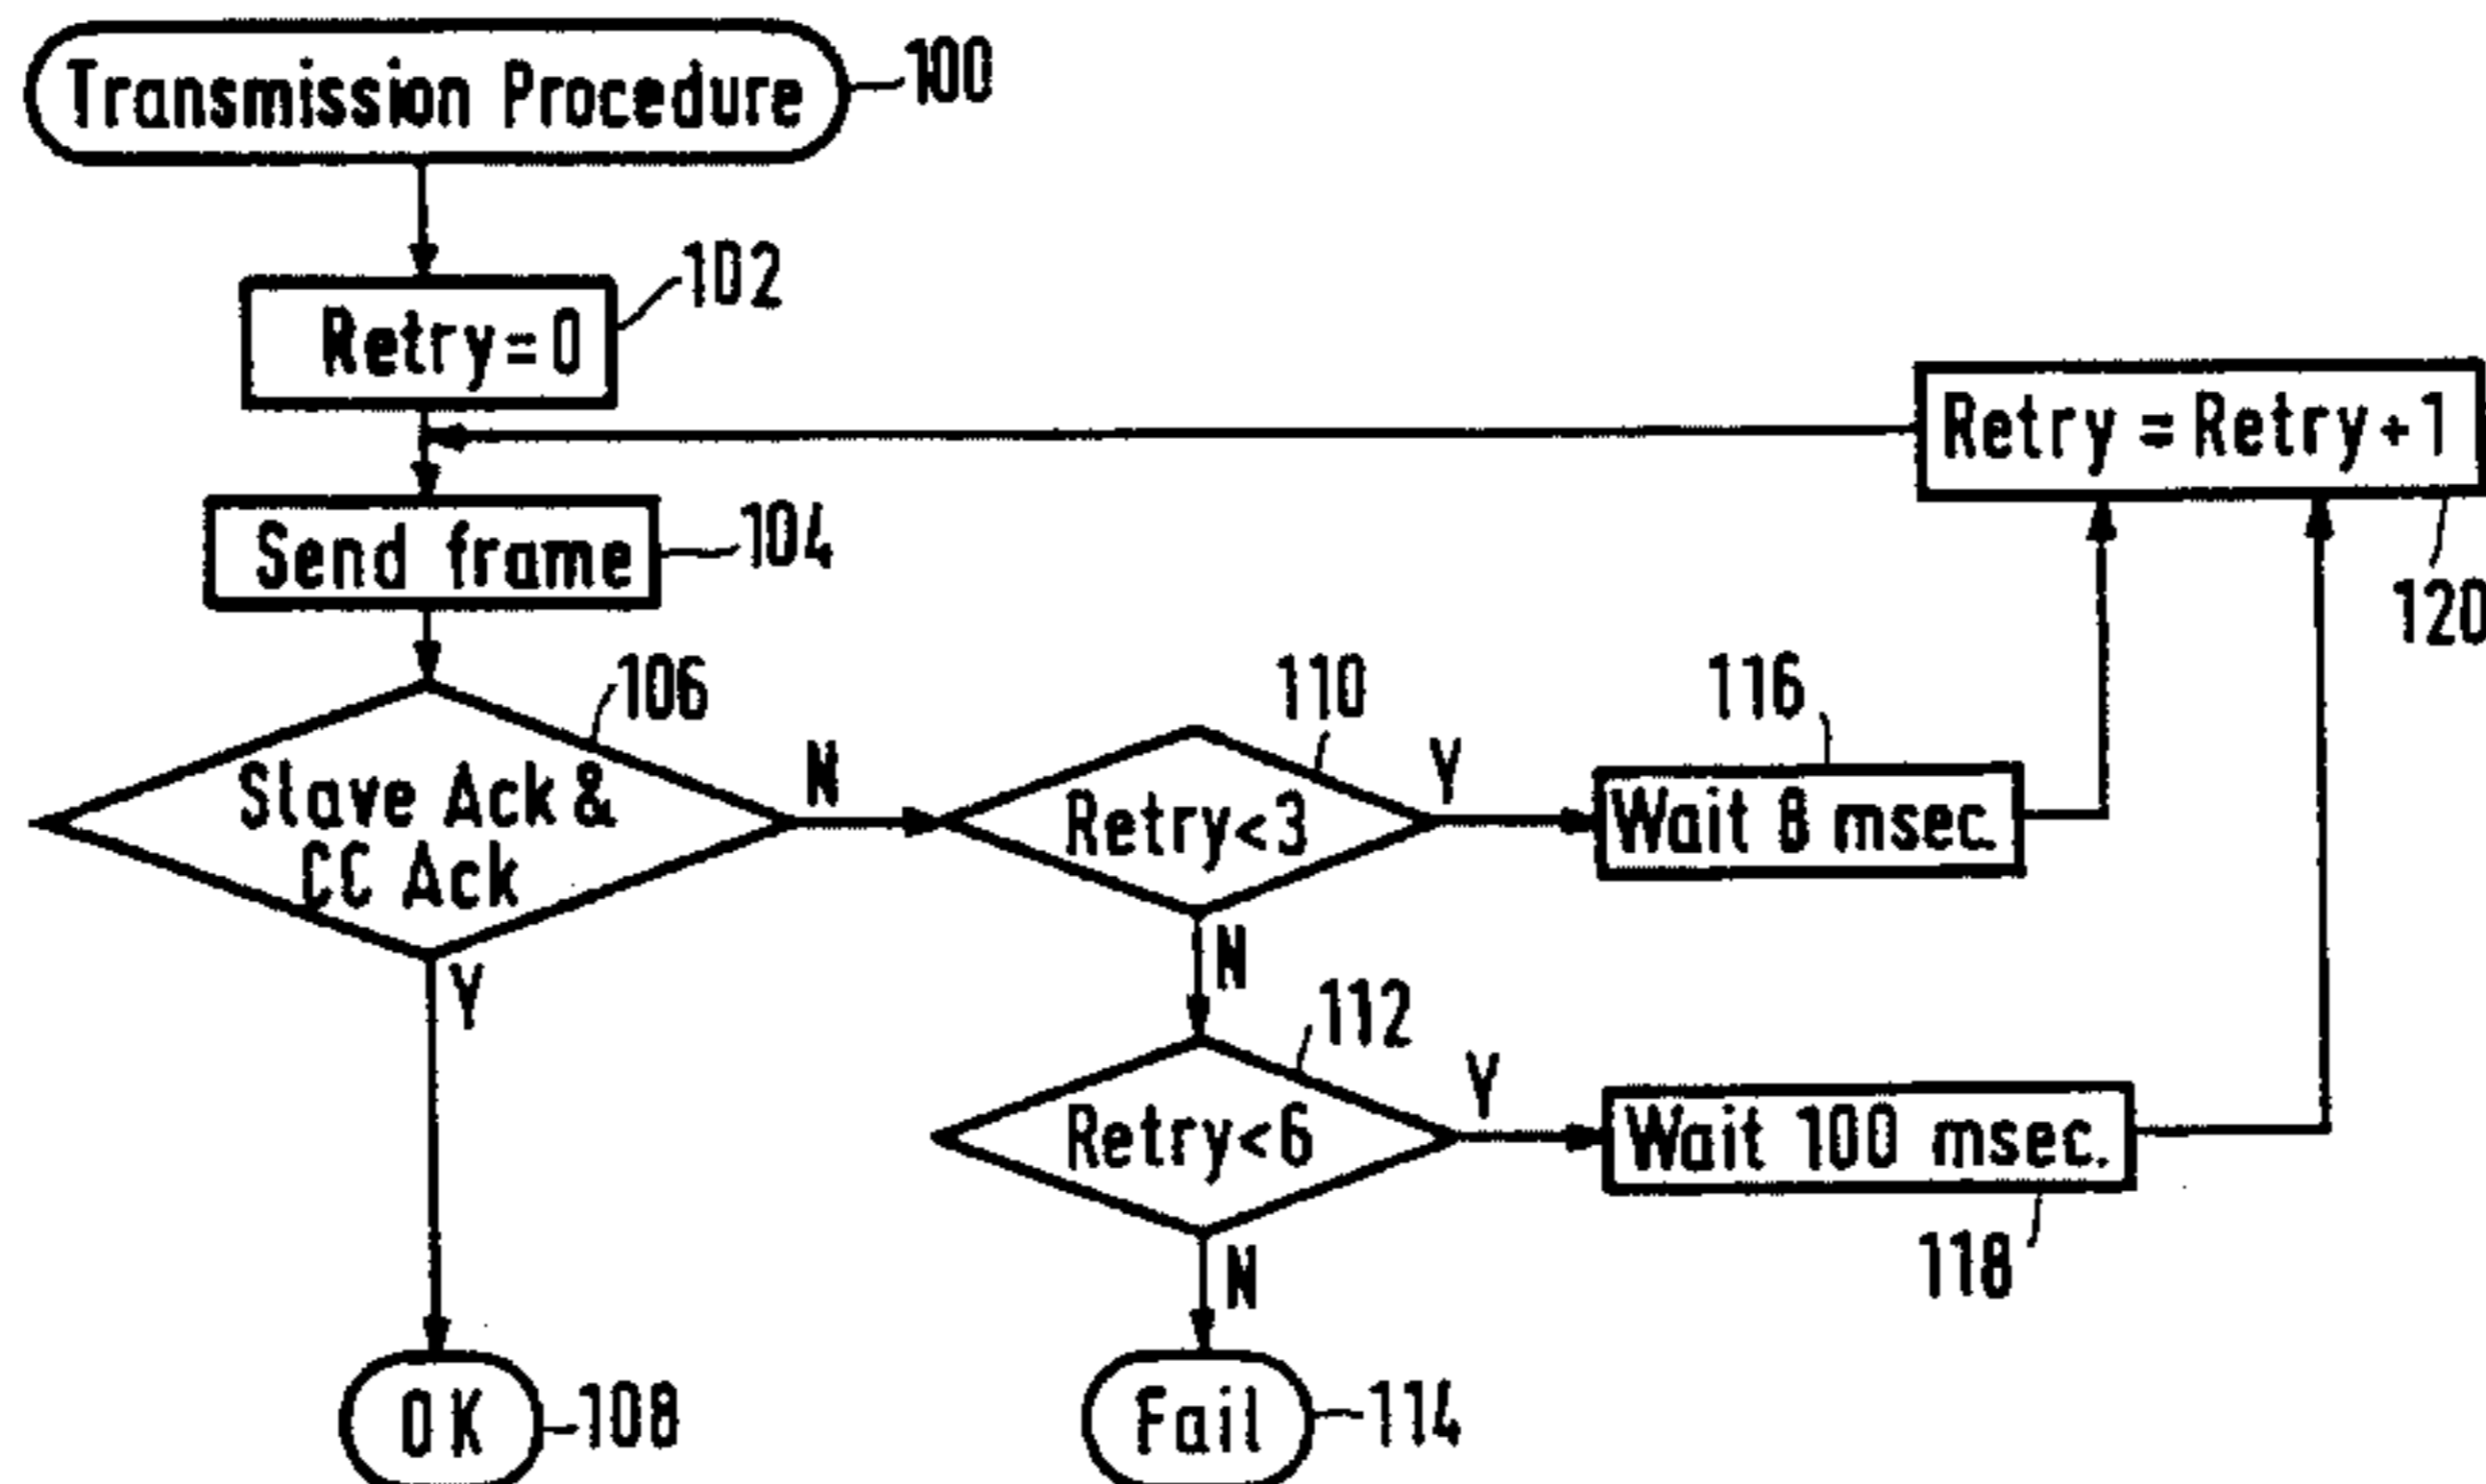 Transmission Procedure
100
Retry=0
102
Retry = Retry+1
120
Send frame
104
Slave Ack &
CC Ack
106
N
Y
Retry<3
110
Y
N
Wait 8 msec.
116
Retry<6
112
Y
N
Wait 100 msec.
118
OK
108
Fail
114